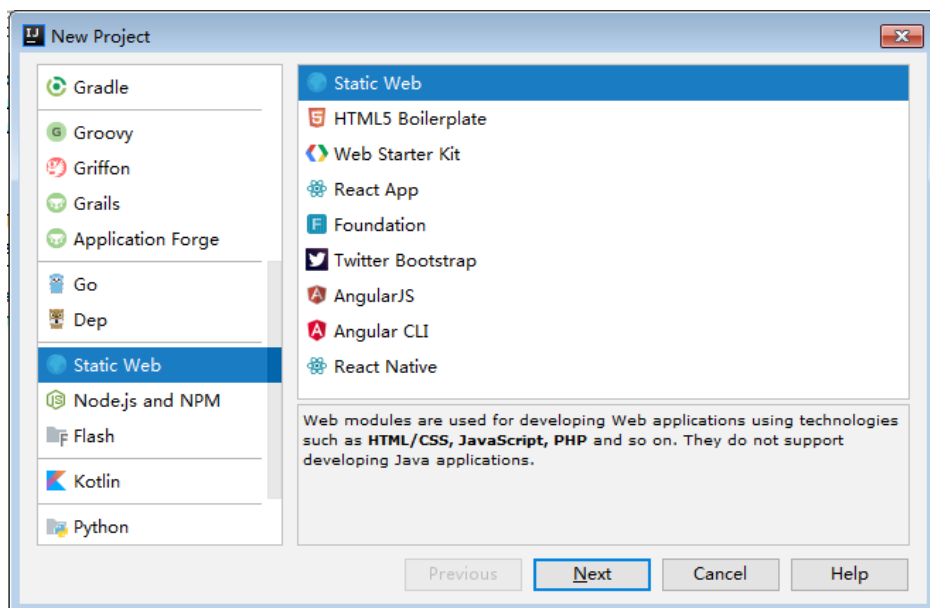 New Project
Gradle
Groovy
Griffon
Grails
Application Forge
Go
Dep
Static Web
Node.js and NPM
Flash
Kotlin
Python
Static Web
HTML5 Boilerplate
Web Starter Kit
React App
Foundation
Twitter Bootstrap
AngularJS
Angular CLI
React Native
Web modules are used for developing Web applications using technologies
such as HTML/CSS, JavaScript, PHP and so on. They do not support
developing Java applications.
Previous
Next
Cancel
Help